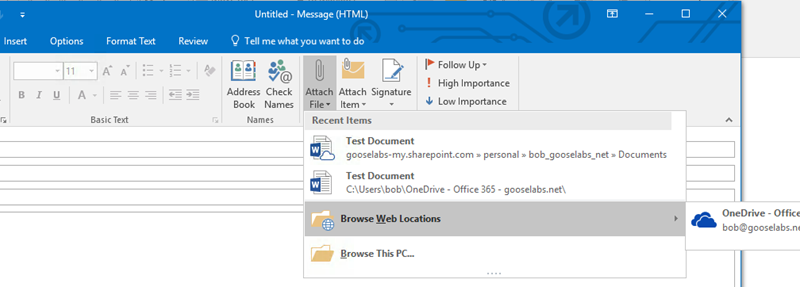 Untitled - Message (HTML)
Insert Options Format Text Review Tell me what you want to do
11 A A
B I U A
Basic Text
Address Book
Check Names
Names
Attach File
Attach Item
Signature
Follow Up
High Importance
Low Importance
Recent Items
Test Document
gooselabs-my.sharepoint.com » personal » bob_gooselabs_net » Documents
Test Document
C:\Users\bob\OneDrive - Office 365 - gooselabs.net\
Browse Web Locations
OneDrive - Offic
bob@gooselabs.ne
Browse This PC...